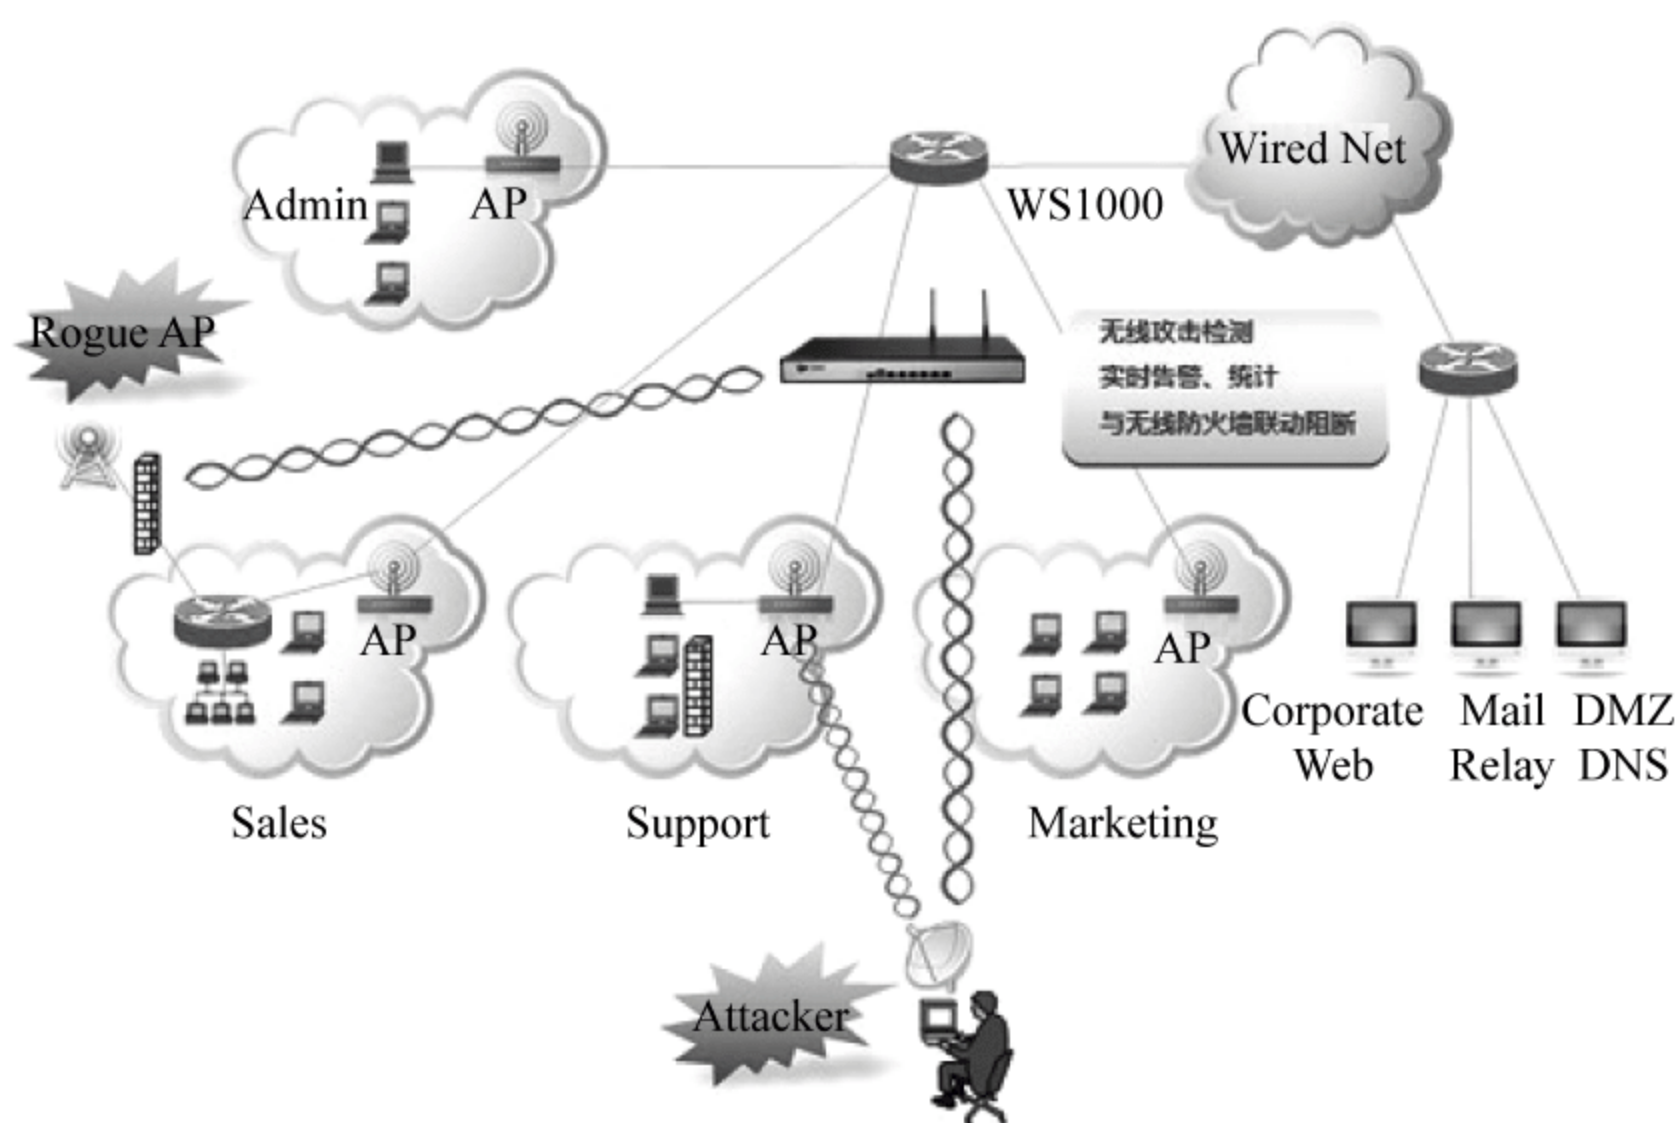 Wired Net
Admin
AP
WS1000
Rogue AP
无线攻击检测
实时告警、统计
与无线防火墙联动阻断
AP
AP
AP
Corporate
Web
Mail
Relay
DMZ
DNS
Sales
Support
Marketing
Attacker